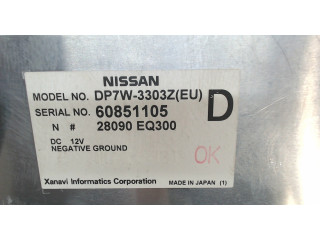 NISSAN
MODEL NO. DP7W-3303Z(EU)
SERIAL NO. 60851105 D
N # 28090 EQ300
DC 12V
NEGATIVE GROUND
OK
Xanavi Informatics Corporation MADE IN JAPAN (1)